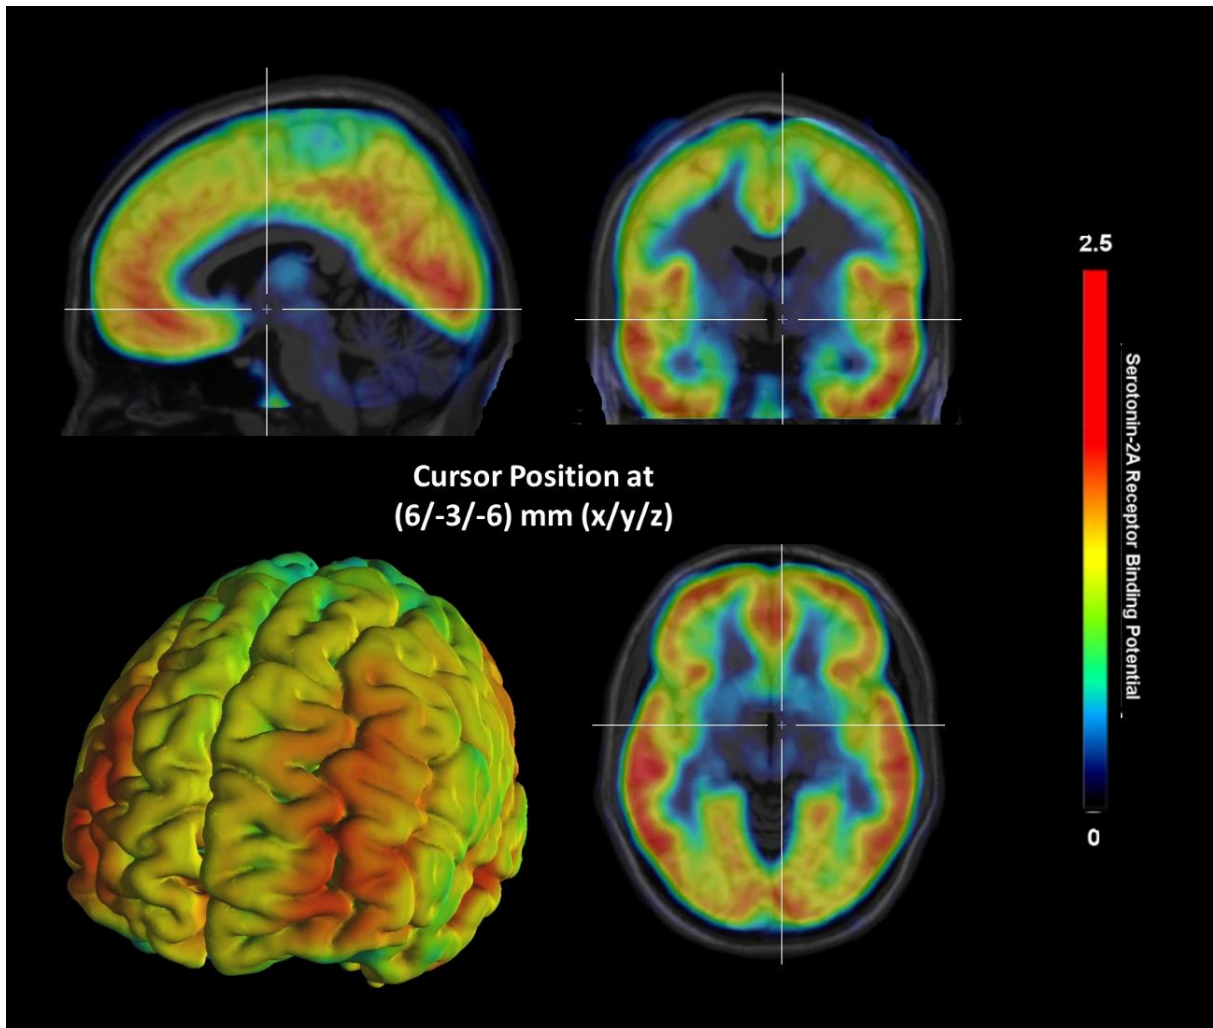 2.5
Serotonin-2A Receptor Binding Potential
Cursor Position at
(6/-3/-6) mm (x/y/z)
0